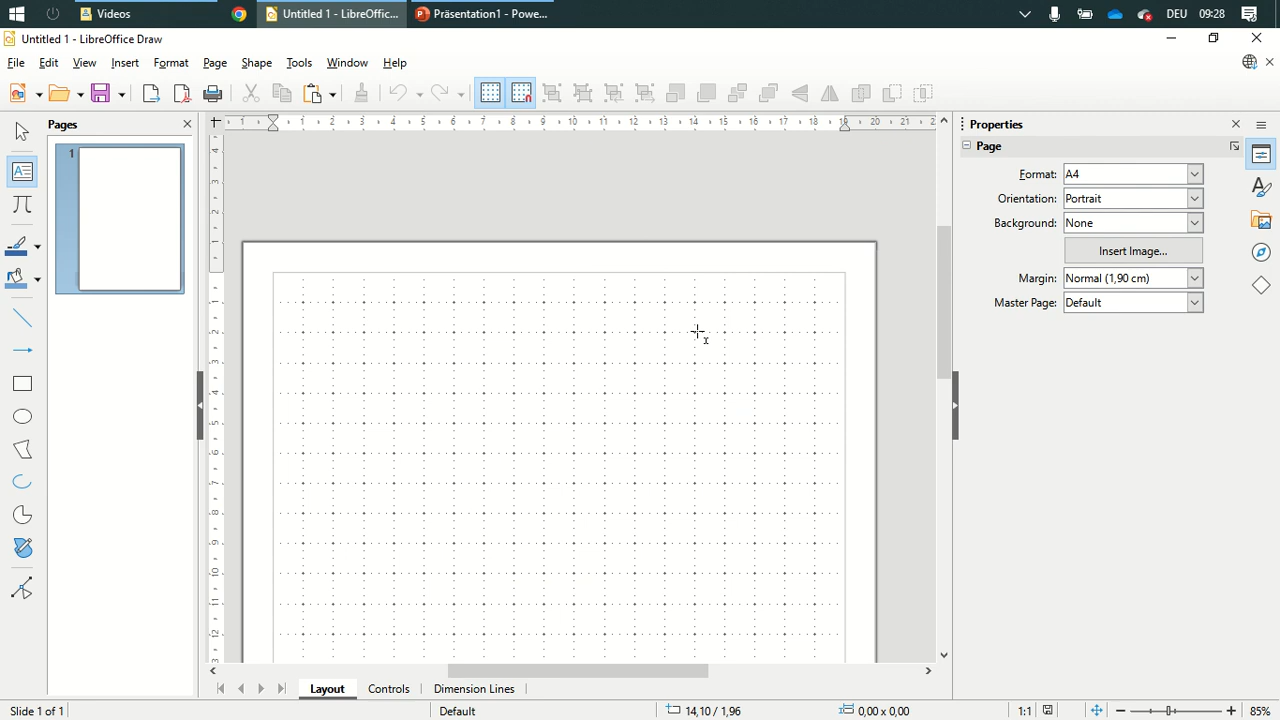 Videos
Untitled 1 - LibreOffic...
Präsentation1 - Powe...
DEU
09:28
Untitled 1 - LibreOffice Draw
File Edit View Insert Format Page Shape Tools Window Help
Pages
1
Properties
Page
Format: A4
Orientation: Portrait
Background: None
Insert Image...
Margin: Normal (1,90 cm)
Master Page: Default
Layout Controls Dimension Lines
Slide 1 of 1
Default
14,10 / 1,96
0,00 x 0,00
1:1
85%